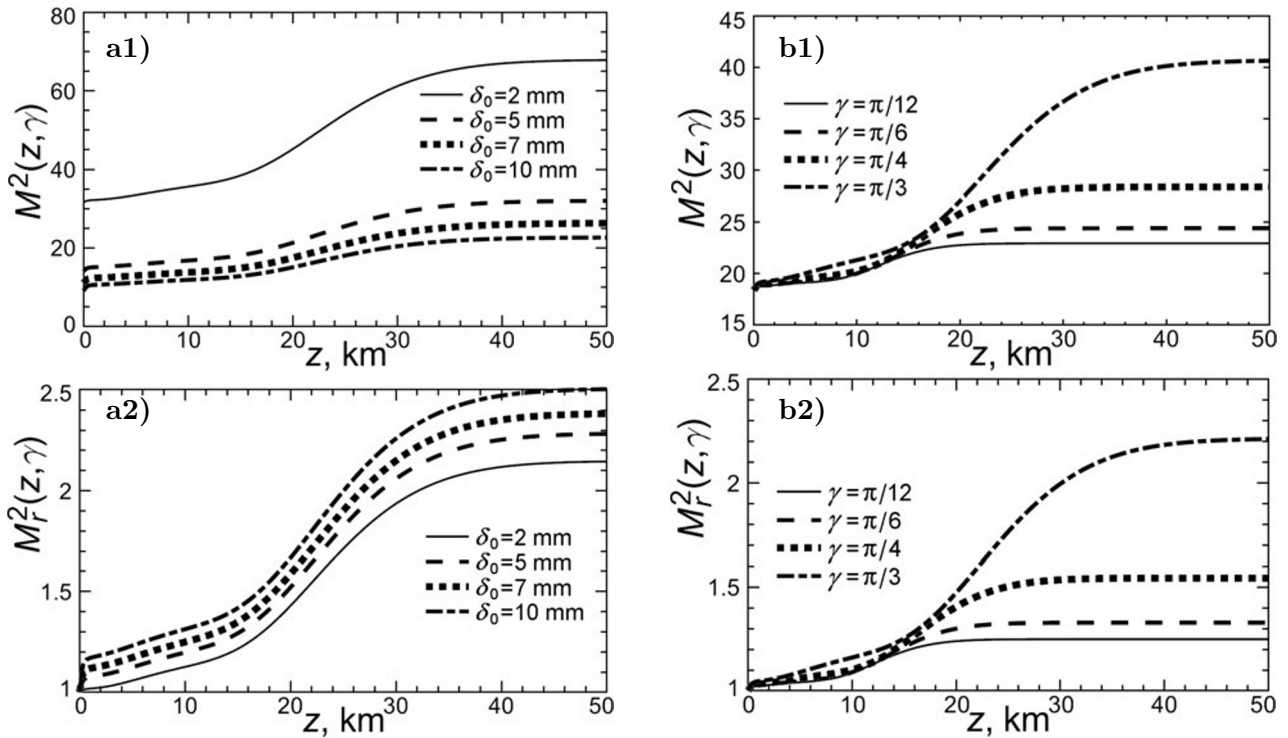 a1)
M²(z,γ)
80
60
40
20
0
δ₀=2 mm
δ₀=5 mm
δ₀=7 mm
δ₀=10 mm
0 10 20 30 40 50
z, km
b1)
M²(z,γ)
45
40
35
30
25
20
15
γ=π/12
γ=π/6
γ=π/4
γ=π/3
0 10 20 30 40 50
z, km
a2)
M²ᵣ(z,γ)
2.5
2
1.5
1
δ₀=2 mm
δ₀=5 mm
δ₀=7 mm
δ₀=10 mm
0 10 20 30 40 50
z, km
b2)
M²ᵣ(z,γ)
2.5
2
1.5
1
γ=π/12
γ=π/6
γ=π/4
γ=π/3
0 10 20 30 40 50
z, km